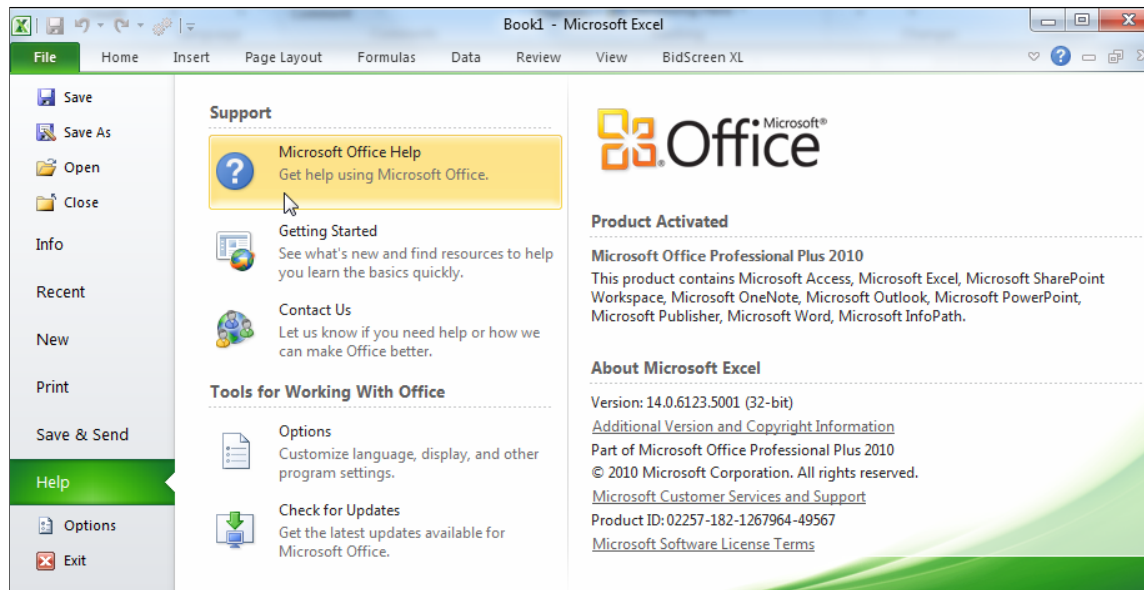 Book1 - Microsoft Excel
File Home Insert Page Layout Formulas Data Review View BidScreen XL
Save
Save As
Open
Close
Info
Recent
New
Print
Save & Send
Help
Options
Exit
Support
Microsoft Office Help
Get help using Microsoft Office.
Getting Started
See what's new and find resources to help
you learn the basics quickly.
Contact Us
Let us know if you need help or how we
can make Office better.
Tools for Working With Office
Options
Customize language, display, and other
program settings.
Check for Updates
Get the latest updates available for
Microsoft Office.
Microsoft®
Office
Product Activated
Microsoft Office Professional Plus 2010
This product contains Microsoft Access, Microsoft Excel, Microsoft SharePoint
Workspace, Microsoft OneNote, Microsoft Outlook, Microsoft PowerPoint,
Microsoft Publisher, Microsoft Word, Microsoft InfoPath.
About Microsoft Excel
Version: 14.0.6123.5001 (32-bit)
Additional Version and Copyright Information
Part of Microsoft Office Professional Plus 2010
© 2010 Microsoft Corporation. All rights reserved.
Microsoft Customer Services and Support
Product ID: 02257-182-1267964-49567
Microsoft Software License Terms